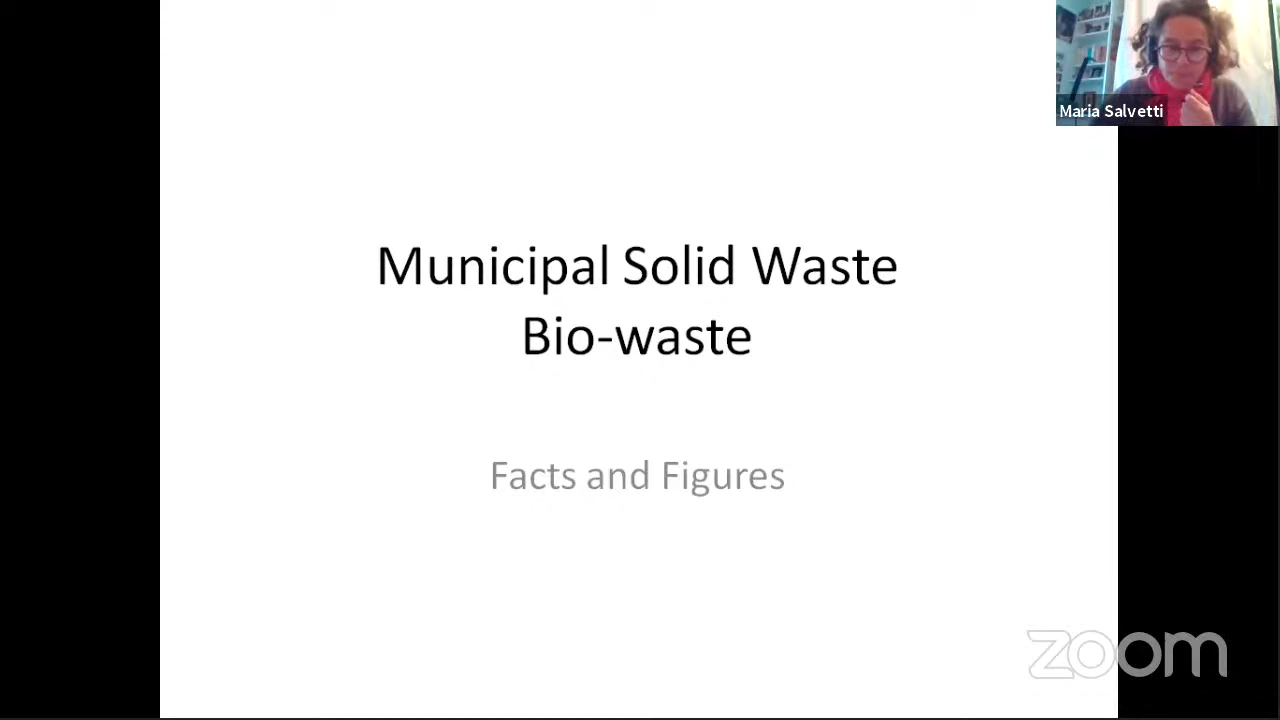 Maria Salvetti
Municipal Solid Waste
Bio-waste
Facts and Figures
zoom